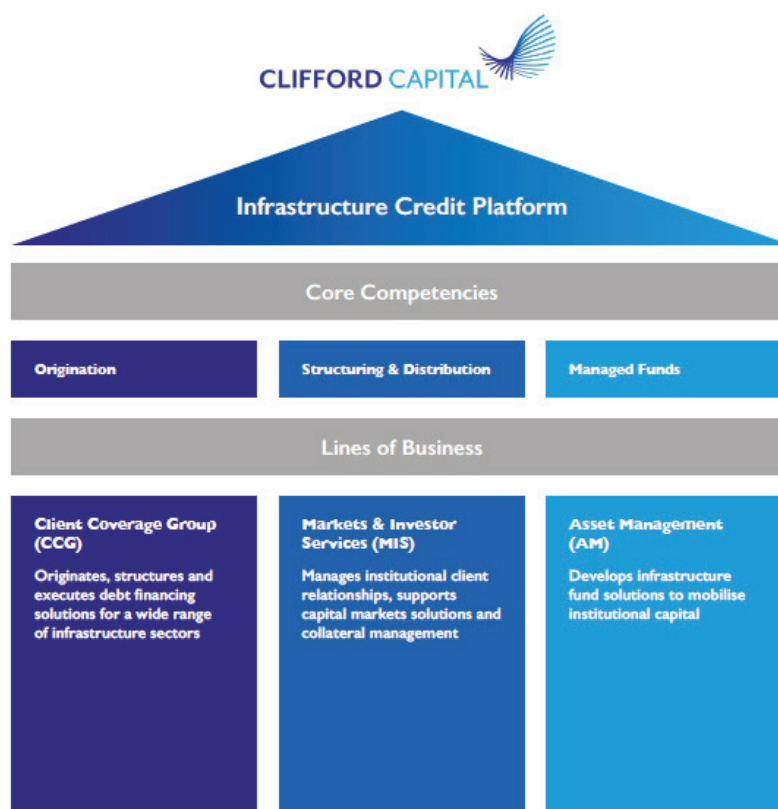 CLIFFORD CAPITAL
Infrastructure Credit Platform
Core Competencies
Origination
Structuring & Distribution
Managed Funds
Lines of Business
Client Coverage Group
(CCG)
Originates, structures and
executes debt financing
solutions for a wide range
of infrastructure sectors
Markets & Investor
Services (MIS)
Manages institutional client
relationships, supports
capital markets solutions and
collateral management
Asset Management
(AM)
Develops infrastructure
fund solutions to mobilise
institutional capital